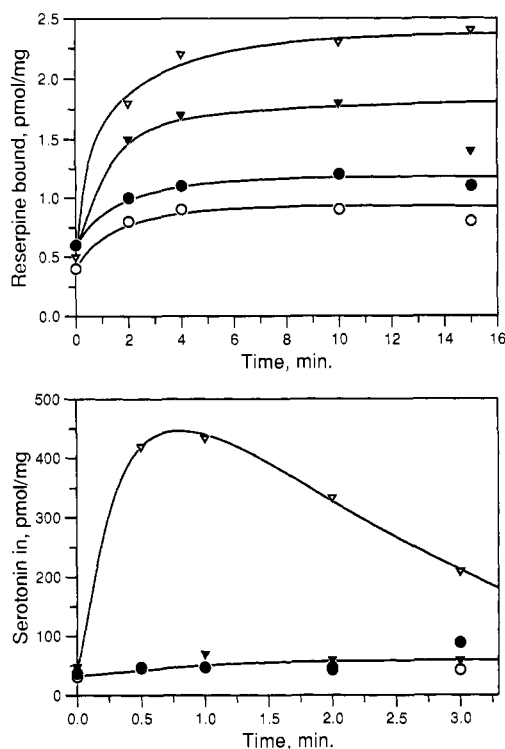 2.5
2.0
1.5
1.0
0.5
0.0
Reserpine bound, pmol/mg
0 2 4 6 8 10 12 14 16
Time, min.
500
400
300
200
100
0
Serotonin in, pmol/mg
0.0 0.5 1.0 1.5 2.0 2.5 3.0
Time, min.